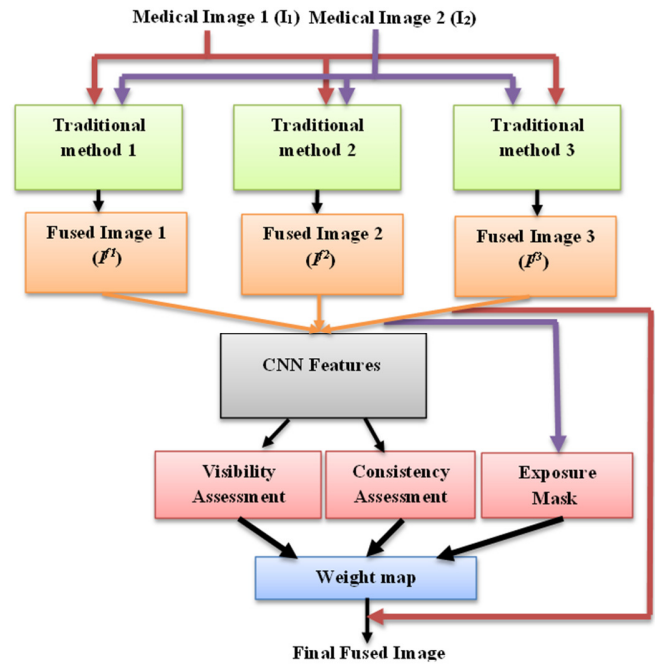 Medical Image 1 (I₁) Medical Image 2 (I₂)
Traditional
method 1
Traditional
method 2
Traditional
method 3
Fused Image 1
(I^f1)
Fused Image 2
(I^f2)
Fused Image 3
(I^f3)
CNN Features
Visibility
Assessment
Consistency
Assessment
Exposure
Mask
Weight map
Final Fused Image